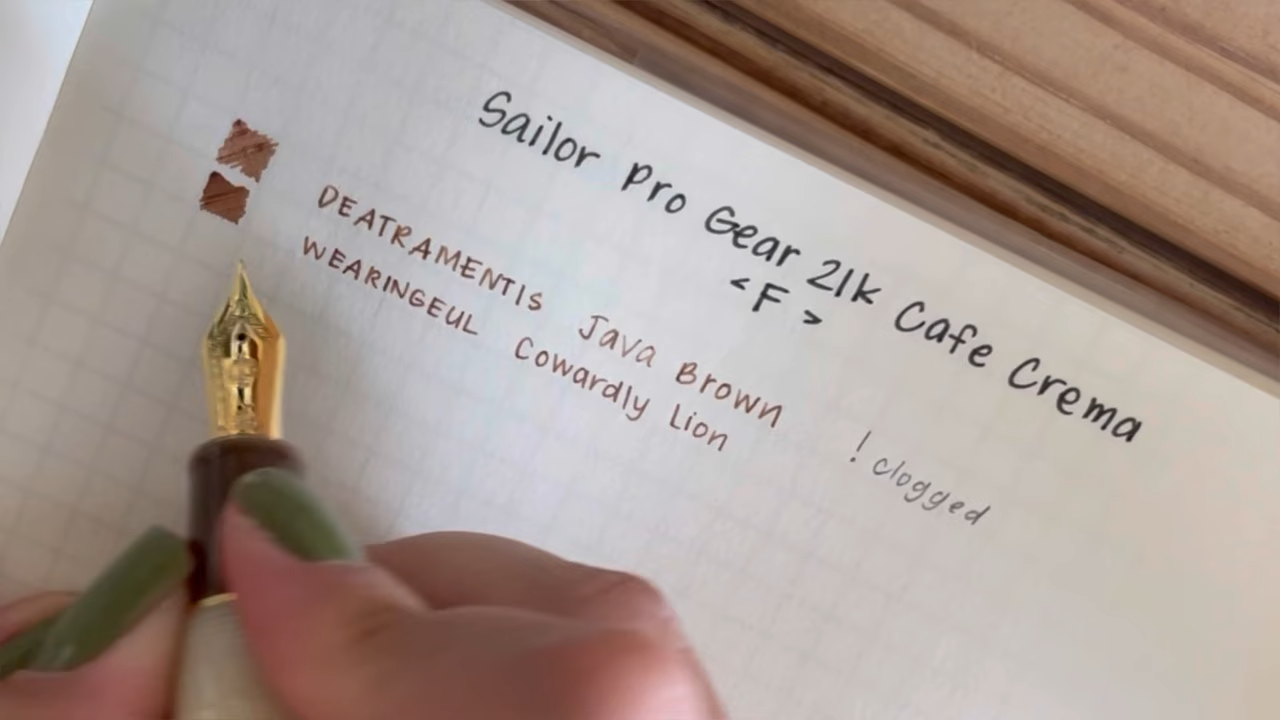 Sailor Pro Gear 21k Cafe Crema
<F>
DEATRAMENTIS Java Brown
WEARINGEUL Cowardly Lion
! clogged